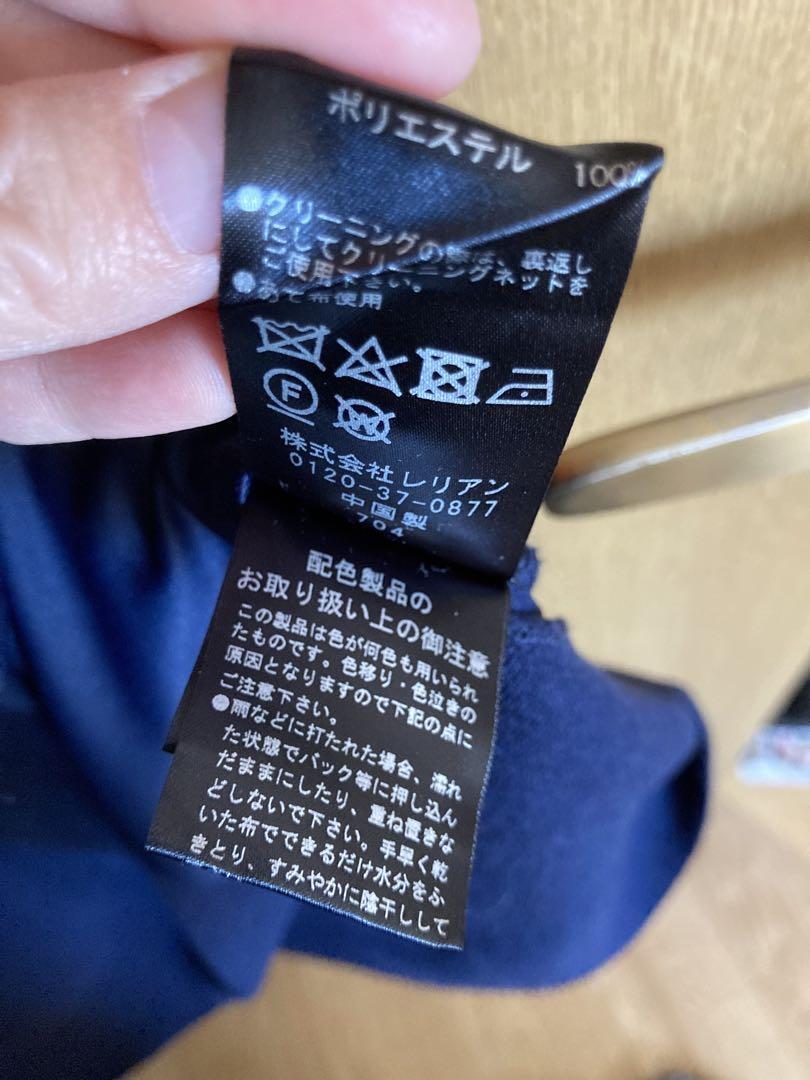 ポリエステル 100%
●クリーニングの際は、裏返し
にしてクリーニングネットを
ご使用下さい。
●あて布使用
F
W
株式会社レリアン
0120-37-0877
中国製
704
配色製品の
お取り扱い上の御注意
この製品は色が何色も用いられ
たものです。色移り・色泣きの
原因となりますので下記の点に
ご注意下さい。
●雨などに打たれた場合、濡れ
た状態でバック等に押し込ん
だままにしたり、重ね置きな
どしないで下さい。手早く乾
いた布でできるだけ水分をふ
きとり、すみやかに陰干しして